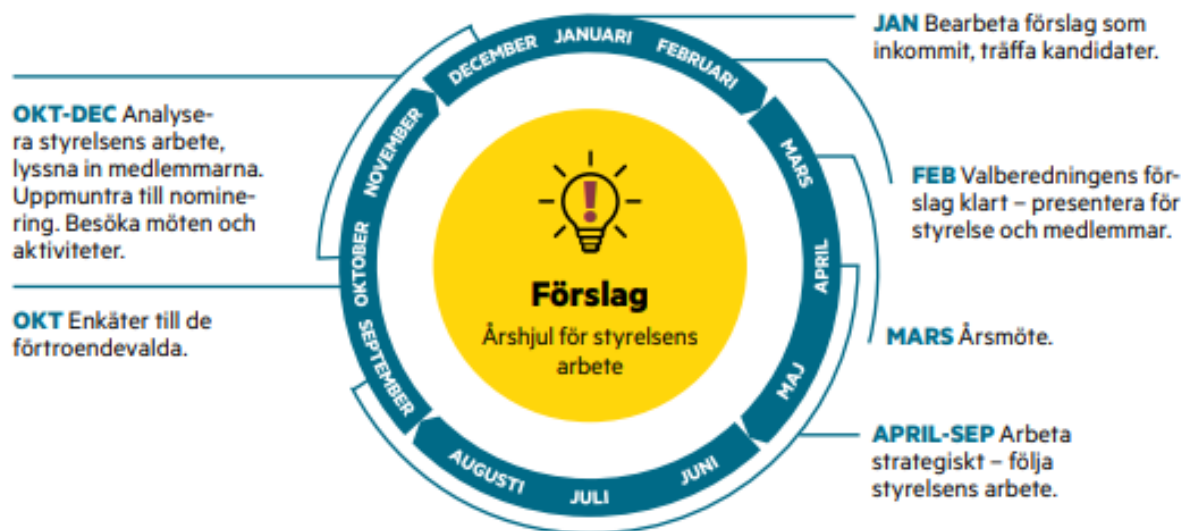 JANUARI
FEBRUARI
MARS
APRIL
MAJ
JUNI
JULI
AUGUSTI
SEPTEMBER
OKTOBER
NOVEMBER
DECEMBER
Förslag
Årshjul för styrelsens
arbete
JAN Bearbeta förslag som
inkommit, träffa kandidater.
FEB Valberedningens för-
slag klart – presentera för
styrelse och medlemmar.
MARS Årsmöte.
APRIL-SEP Arbeta
strategiskt – följa
styrelsens arbete.
OKT Enkäter till de
förtroendevalda.
OKT-DEC Analyse-
ra styrelsens arbete,
lyssna in medlemmarna.
Uppmuntra till nomine-
ring. Besöka möten och
aktiviteter.